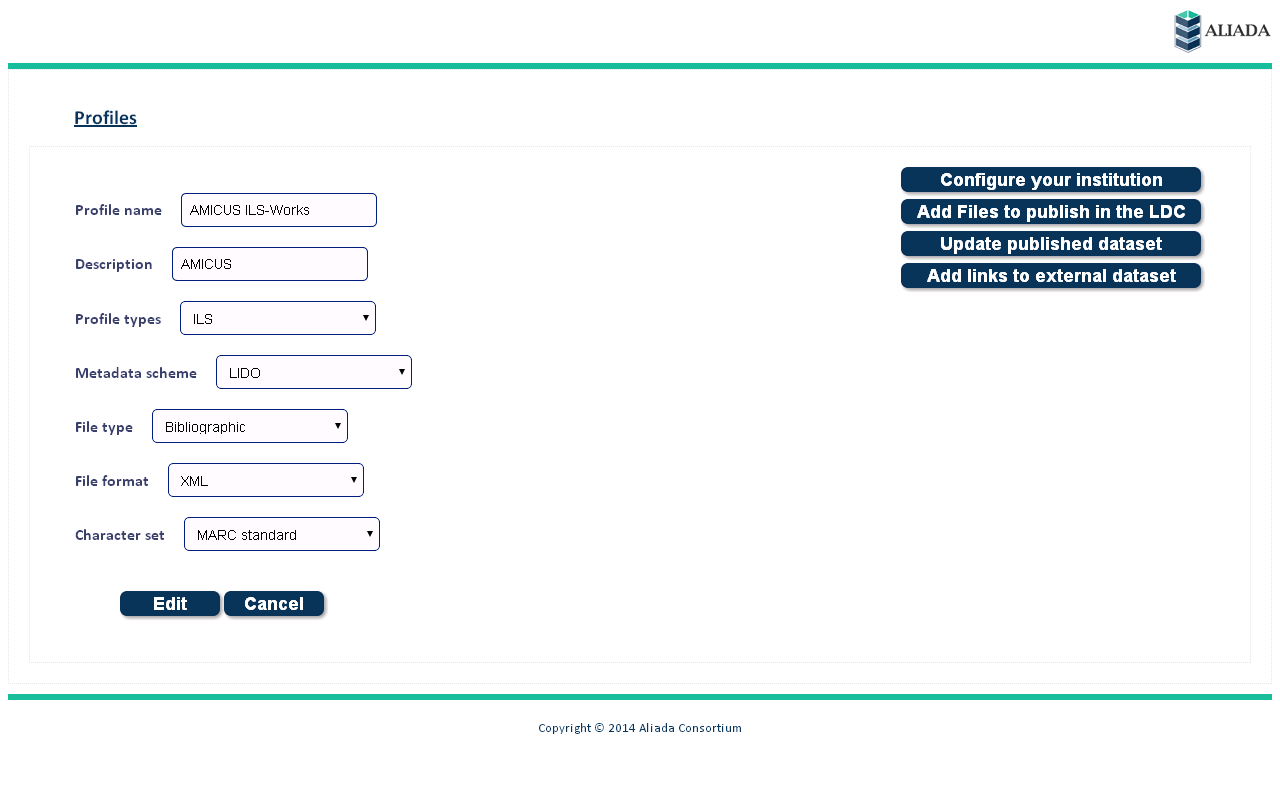 ALIADA
Profiles
Configure your institution
Add Files to publish in the LDC
Update published dataset
Add links to external dataset
Profile name AMICUS ILS-Works
Description AMICUS
Profile types ILS
Metadata scheme LIDO
File type Bibliographic
File format XML
Character set MARC standard
Edit Cancel
Copyright © 2014 Aliada Consortium